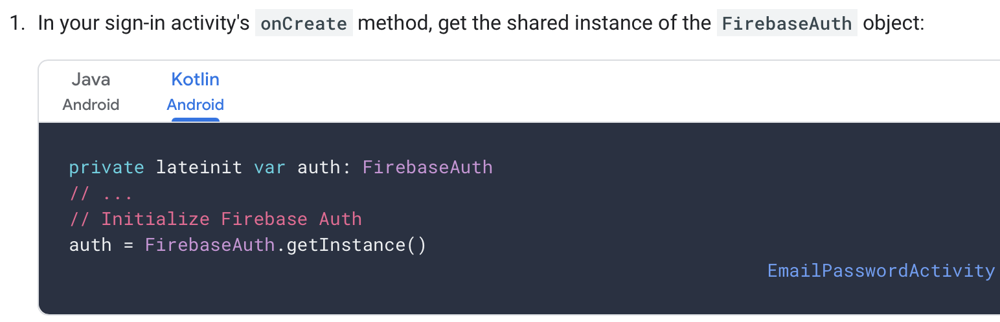 1. In your sign-in activity's onCreate method, get the shared instance of the FirebaseAuth object:
Java Kotlin
Android Android
private lateinit var auth: FirebaseAuth
// ...
// Initialize Firebase Auth
auth = FirebaseAuth.getInstance()
EmailPasswordActivity